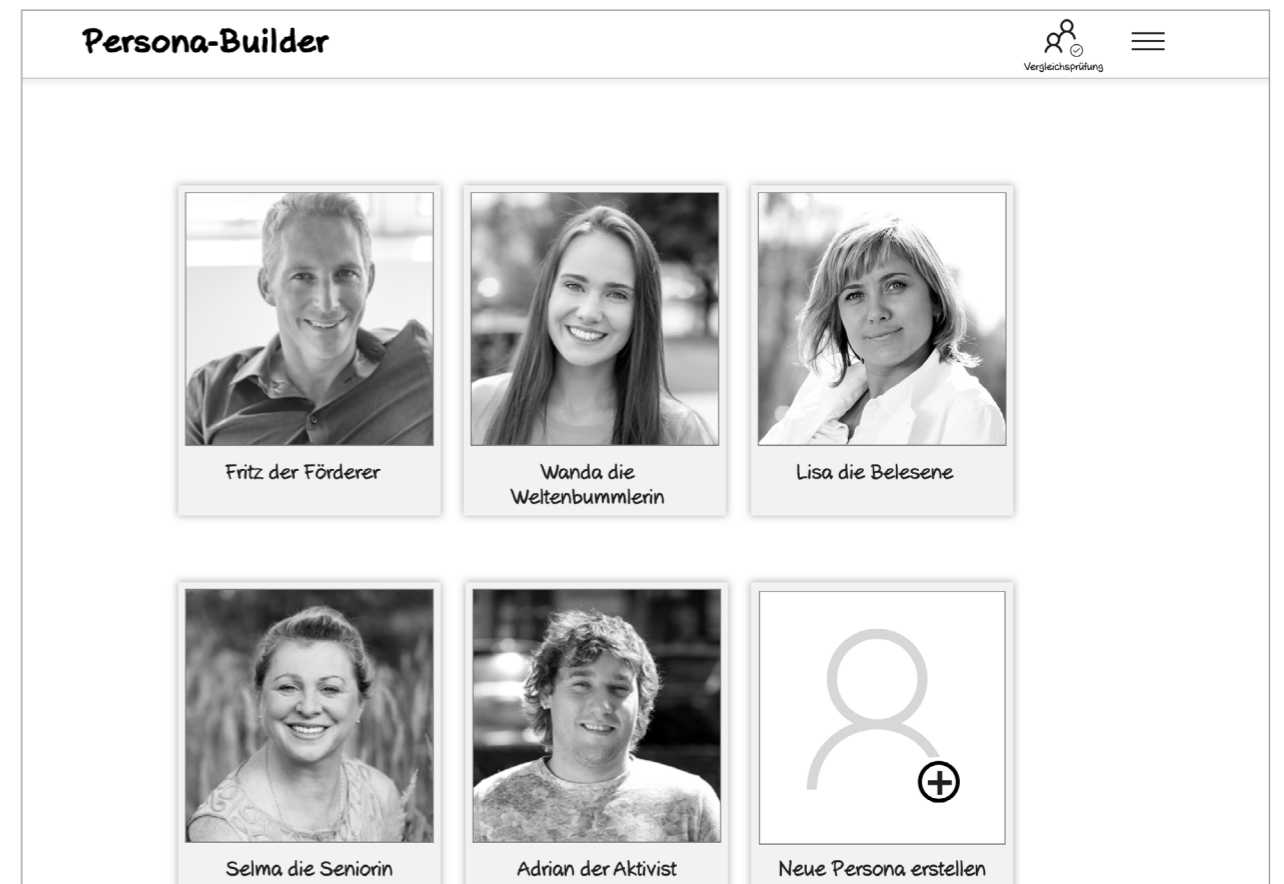 Persona-Builder
Vergleichsprüfung
Fritz der Förderer
Wanda die
Weltenbummlerin
Lisa die Belesene
Selma die Seniorin
Adrian der Aktivist
Neue Persona erstellen